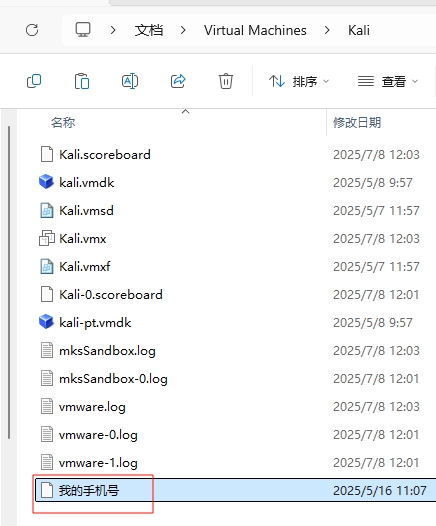 文档 Virtual Machines Kali
排序 查看
名称 修改日期
Kali.scoreboard 2025/7/8 12:03
kali.vmdk 2025/5/8 9:57
Kali.vmsd 2025/5/7 11:57
Kali.vmx 2025/7/8 12:03
Kali.vmxf 2025/5/7 11:57
Kali-0.scoreboard 2025/7/8 12:01
kali-pt.vmdk 2025/5/8 9:57
mksSandbox.log 2025/7/8 12:03
mksSandbox-0.log 2025/7/8 12:01
vmware.log 2025/7/8 12:03
vmware-0.log 2025/7/8 12:01
vmware-1.log 2025/7/8 12:01
我的手机号 2025/5/16 11:07